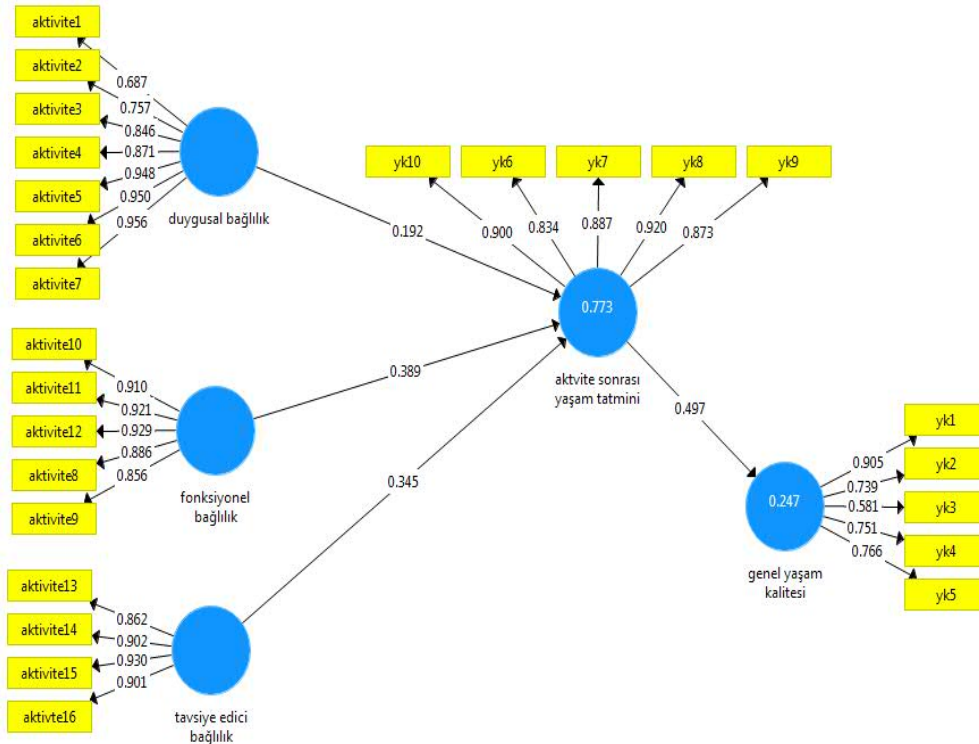 aktivite1
aktivite2
aktivite3
aktivite4
aktivite5
aktivite6
aktivite7
0.687
0.757
0.846
0.871
0.948
0.950
0.956
duygusal bağlılık
0.192
yk10
yk6
yk7
yk8
yk9
0.900
0.834
0.887
0.920
0.873
0.773
aktvite sonrası
yaşam tatmini
aktivite10
aktivite11
aktivite12
aktivite8
aktivite9
0.910
0.921
0.929
0.886
0.856
fonksiyonel
bağlılık
0.389
0.497
yk1
yk2
yk3
yk4
yk5
0.905
0.739
0.581
0.751
0.766
0.247
genel yaşam
kalitesi
0.345
aktivite13
aktivite14
aktivite15
aktivte16
0.862
0.902
0.930
0.901
tavsiye edici
bağlılık